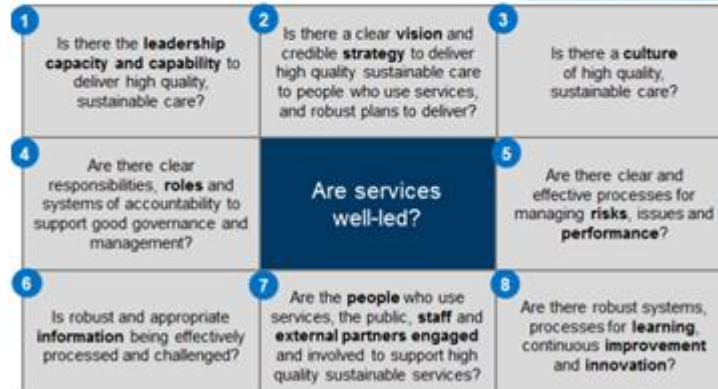 1
Is there the leadership
capacity and capability to
deliver high quality,
sustainable care?
2
Is there a clear vision and
credible strategy to deliver
high quality sustainable care
to people who use services,
and robust plans to deliver?
3
Is there a culture
of high quality,
sustainable care?
4
Are there clear
responsibilities, roles and
systems of accountability to
support good governance and
management?
Are services
well-led?
5
Are there clear and
effective processes for
managing risks, issues and
performance?
6
Is robust and appropriate
information being effectively
processed and challenged?
7
Are the people who use
services, the public, staff and
external partners engaged
and involved to support high
quality sustainable services?
8
Are there robust systems,
processes for learning,
continuous improvement
and innovation?